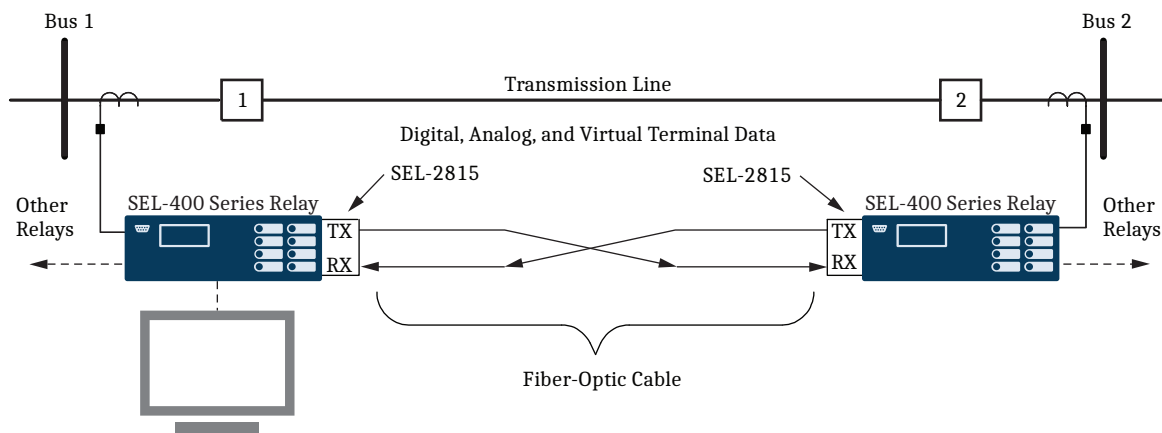 Bus 1
Bus 2
1
Transmission Line
2
Digital, Analog, and Virtual Terminal Data
SEL-2815
SEL-2815
Other
Relays
SEL-400 Series Relay
TX
RX
TX
RX
SEL-400 Series Relay
Other
Relays
Fiber-Optic Cable